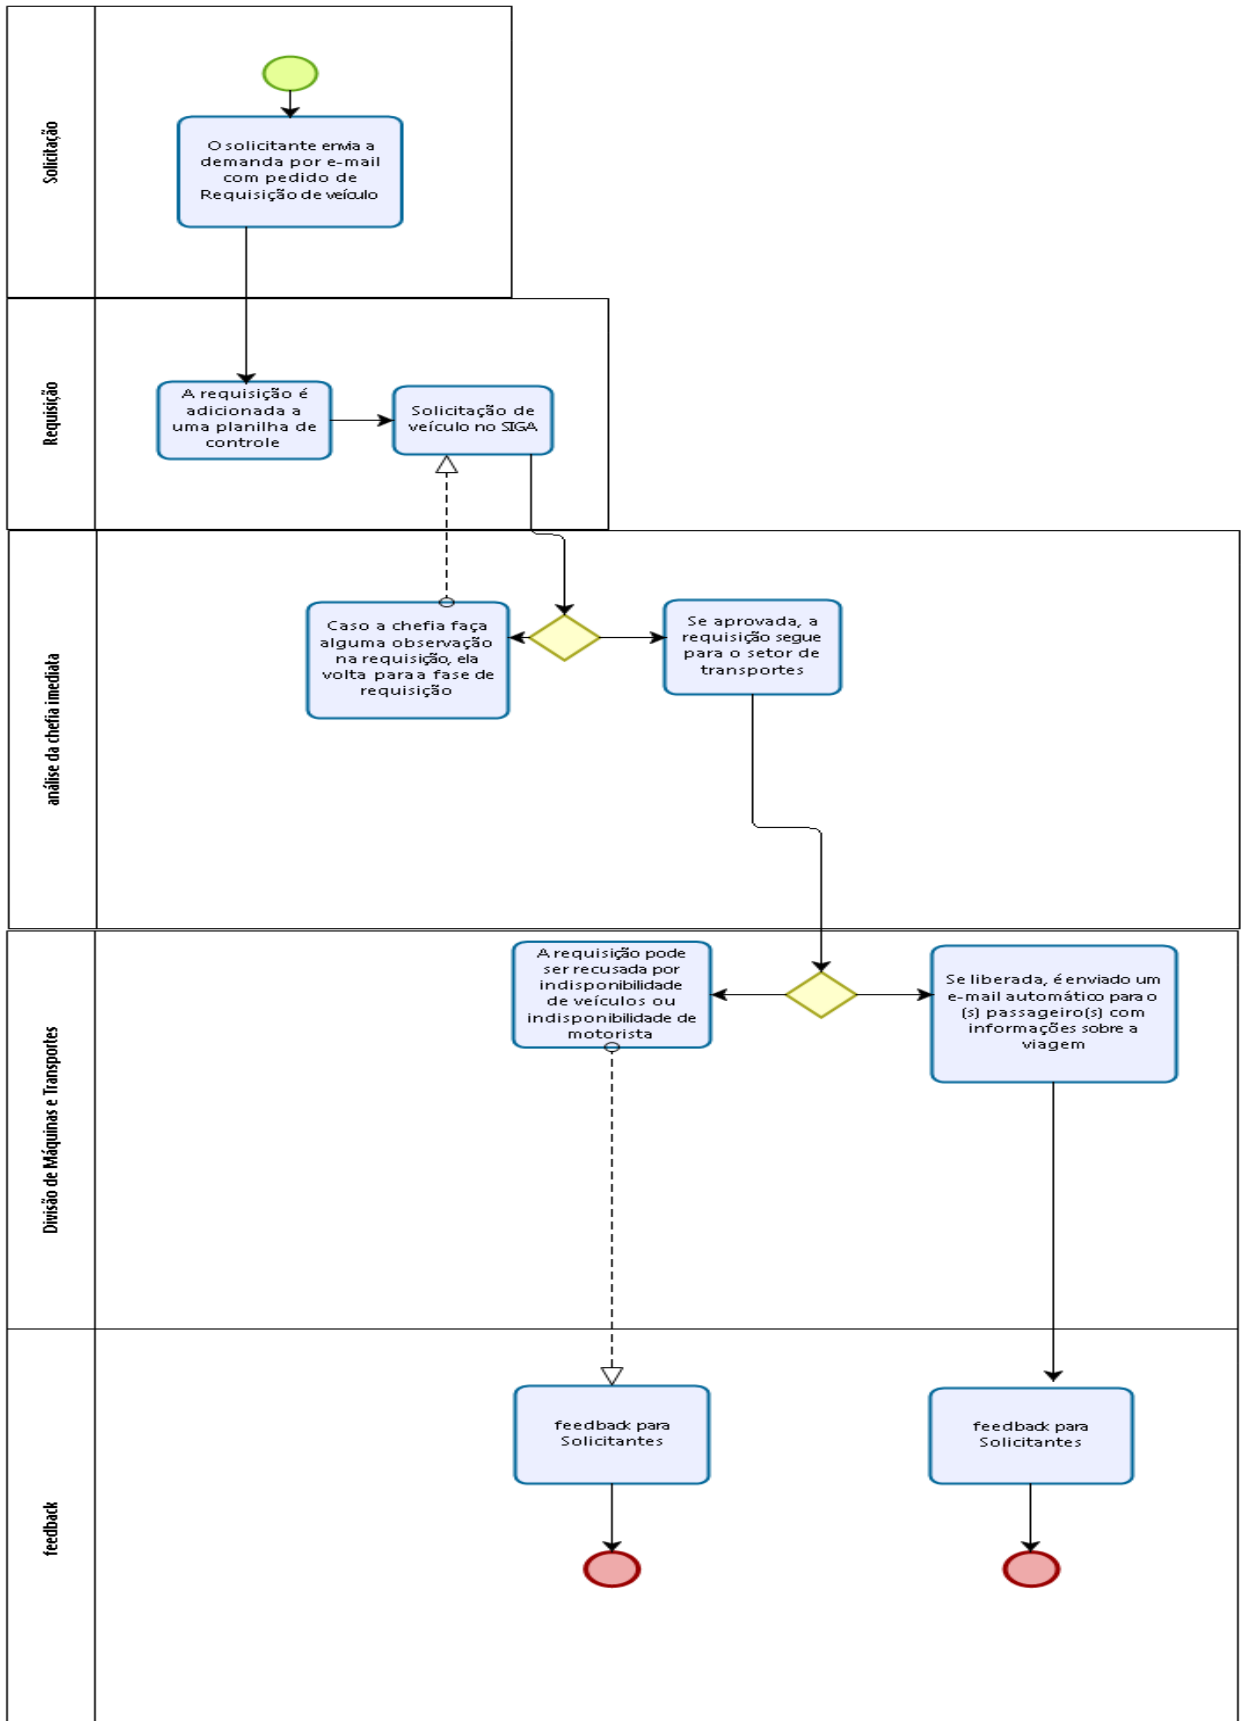 Solicitação
O solicitante envia a
demanda por e-mail
com pedido de
Requisição de veículo
Requisição
A requisição é
adicionada a
uma planilha de
controle
Solicitação de
veículo no SIGA
análise da chefia imediata
Caso a chefia faça
alguma observação
na requisição, ela
volta para a fase de
requisição
Se aprovada, a
requisição segue
para o setor de
transportes
Divisão de Máquinas e Transportes
A requisição pode
ser recusada por
indisponibilidade
de veículos ou
indisponibilidade de
motorista
Se liberada, é enviado um
e-mail automático para o
(s) passageiro(s) com
informações sobre a
viagem
feedback
feedback para
Solicitantes
feedback para
Solicitantes